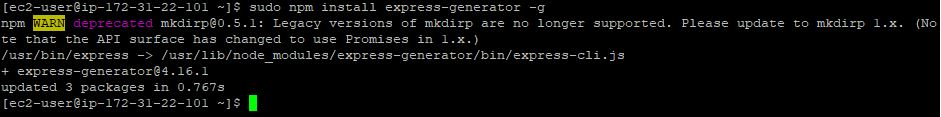 [ec2-user@ip-172-31-22-101 ~]$ sudo npm install express-generator -g
npm WARN deprecated mkdirp@0.5.1: Legacy versions of mkdirp are no longer supported. Please update to mkdirp 1.x. (No
te that the API surface has changed to use Promises in 1.x.)
/usr/bin/express -> /usr/lib/node_modules/express-generator/bin/express-cli.js
+ express-generator@4.16.1
updated 3 packages in 0.767s
[ec2-user@ip-172-31-22-101 ~]$